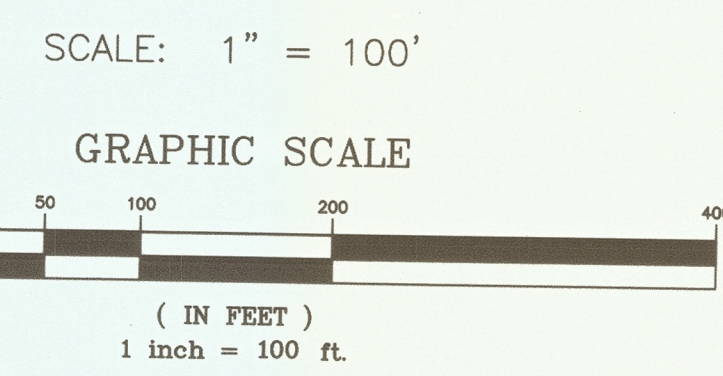 SCALE: 1" = 100'
GRAPHIC SCALE
50 100 200
( IN FEET )
1 inch = 100 ft.